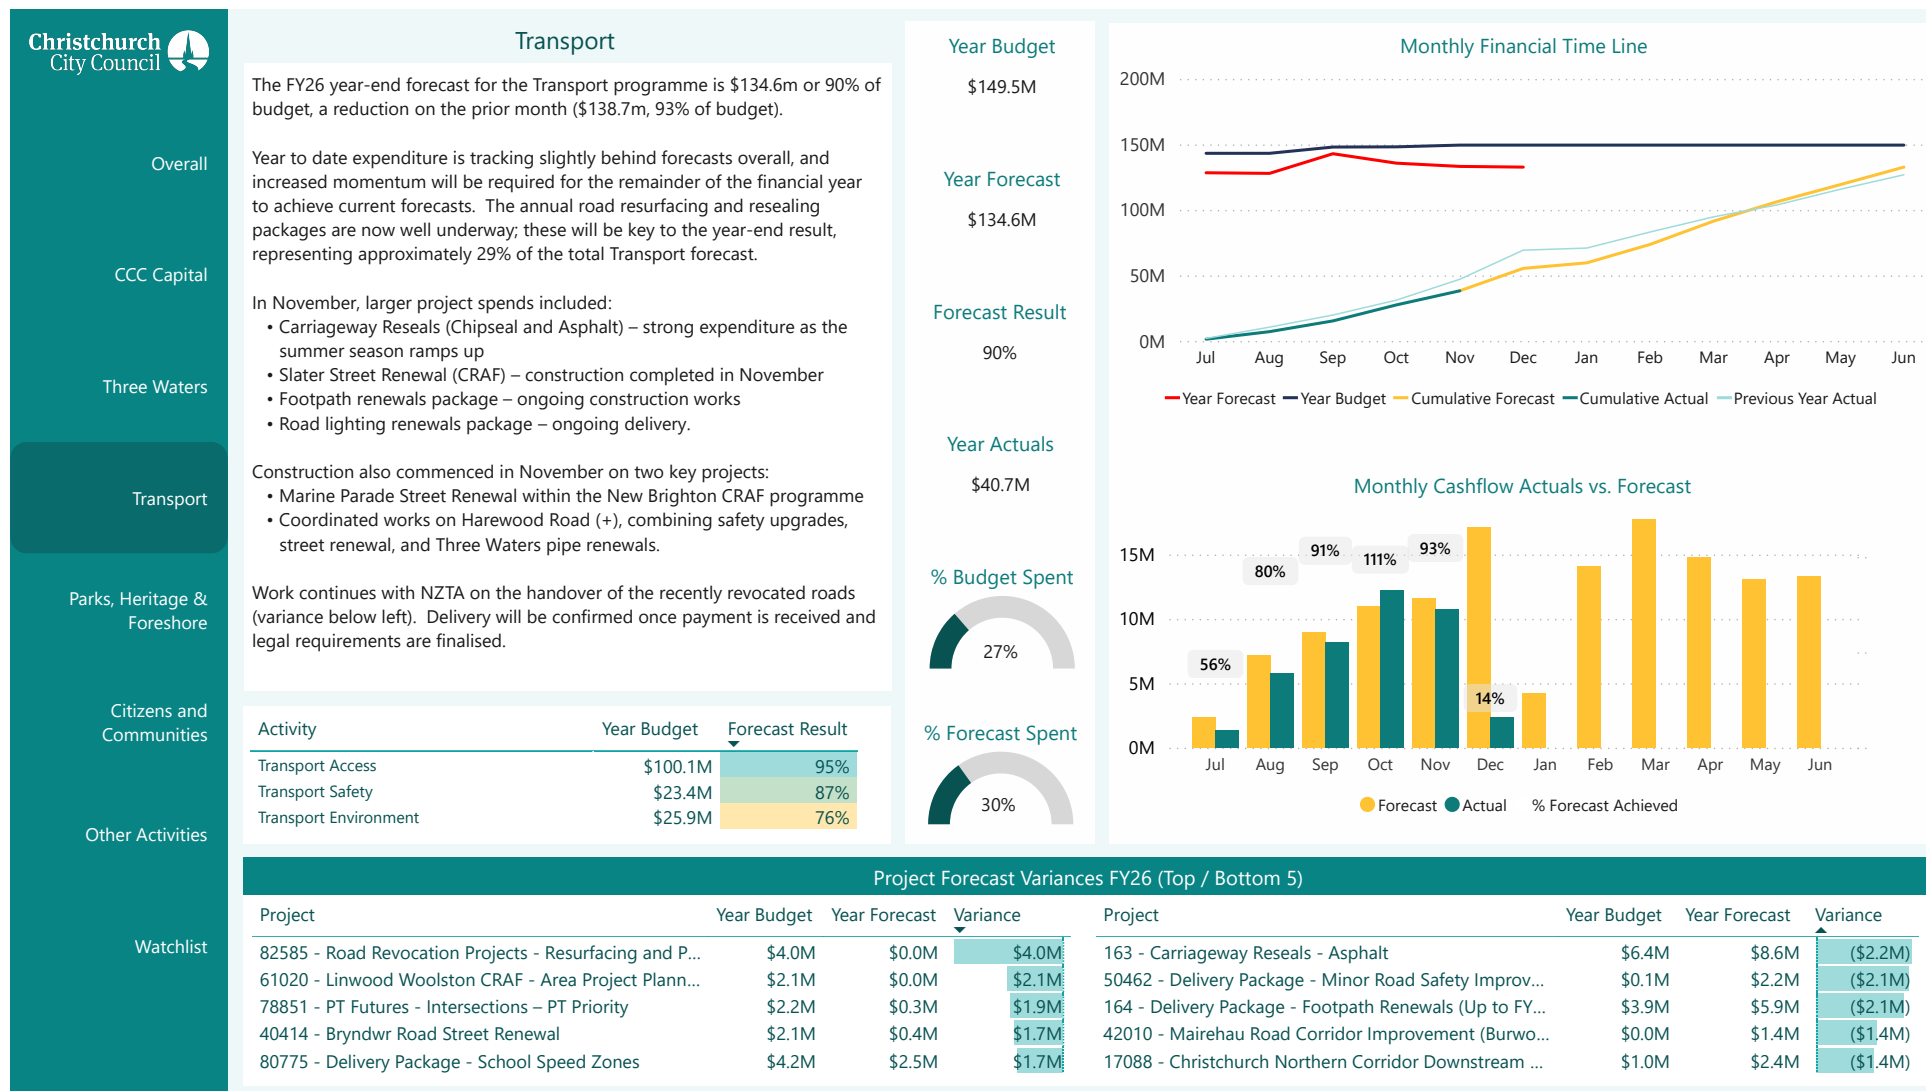 Christchurch
City Council
Overall
CCC Capital
Three Waters
Transport
Parks, Heritage &
Foreshore
Citizens and
Communities
Other Activities
Watchlist
Transport
The FY26 year-end forecast for the Transport programme is $134.6m or 90% of
budget, a reduction on the prior month ($138.7m, 93% of budget).
Year to date expenditure is tracking slightly behind forecasts overall, and
increased momentum will be required for the remainder of the financial year
to achieve current forecasts. The annual road resurfacing and resealing
packages are now well underway; these will be key to the year-end result,
representing approximately 29% of the total Transport forecast.
In November, larger project spends included:
• Carriageway Reseals (Chipseal and Asphalt) – strong expenditure as the
summer season ramps up
• Slater Street Renewal (CRAF) – construction completed in November
• Footpath renewals package – ongoing construction works
• Road lighting renewals package – ongoing delivery.
Construction also commenced in November on two key projects:
• Marine Parade Street Renewal within the New Brighton CRAF programme
• Coordinated works on Harewood Road (+), combining safety upgrades,
street renewal, and Three Waters pipe renewals.
Work continues with NZTA on the handover of the recently revocated roads
(variance below left). Delivery will be confirmed once payment is received and
legal requirements are finalised.
Activity Year Budget Forecast Result
Transport Access $100.1M 95%
Transport Safety $23.4M 87%
Transport Environment $25.9M 76%
Year Budget
$149.5M
Year Forecast
$134.6M
Forecast Result
90%
Year Actuals
$40.7M
% Budget Spent
27%
% Forecast Spent
30%
Monthly Financial Time Line
200M
150M
100M
50M
0M
Jul Aug Sep Oct Nov Dec Jan Feb Mar Apr May Jun
Year Forecast Year Budget Cumulative Forecast Cumulative Actual Previous Year Actual
Monthly Cashflow Actuals vs. Forecast
15M
10M
5M
0M
56% 80% 91% 111% 93% 14%
Jul Aug Sep Oct Nov Dec Jan Feb Mar Apr May Jun
Forecast Actual % Forecast Achieved
Project Forecast Variances FY26 (Top / Bottom 5)
Project Year Budget Year Forecast Variance
82585 - Road Revocation Projects - Resurfacing and P... $4.0M $0.0M $4.0M
61020 - Linwood Woolston CRAF - Area Project Plann... $2.1M $0.0M $2.1M
78851 - PT Futures - Intersections – PT Priority $2.2M $0.3M $1.9M
40414 - Bryndwr Road Street Renewal $2.1M $0.4M $1.7M
80775 - Delivery Package - School Speed Zones $4.2M $2.5M $1.7M
Project Year Budget Year Forecast Variance
163 - Carriageway Reseals - Asphalt $6.4M $8.6M ($2.2M)
50462 - Delivery Package - Minor Road Safety Improv... $0.1M $2.2M ($2.1M)
164 - Delivery Package - Footpath Renewals (Up to FY... $3.9M $5.9M ($2.1M)
42010 - Mairehau Road Corridor Improvement (Burwo... $0.0M $1.4M ($1.4M)
17088 - Christchurch Northern Corridor Downstream ... $1.0M $2.4M ($1.4M)